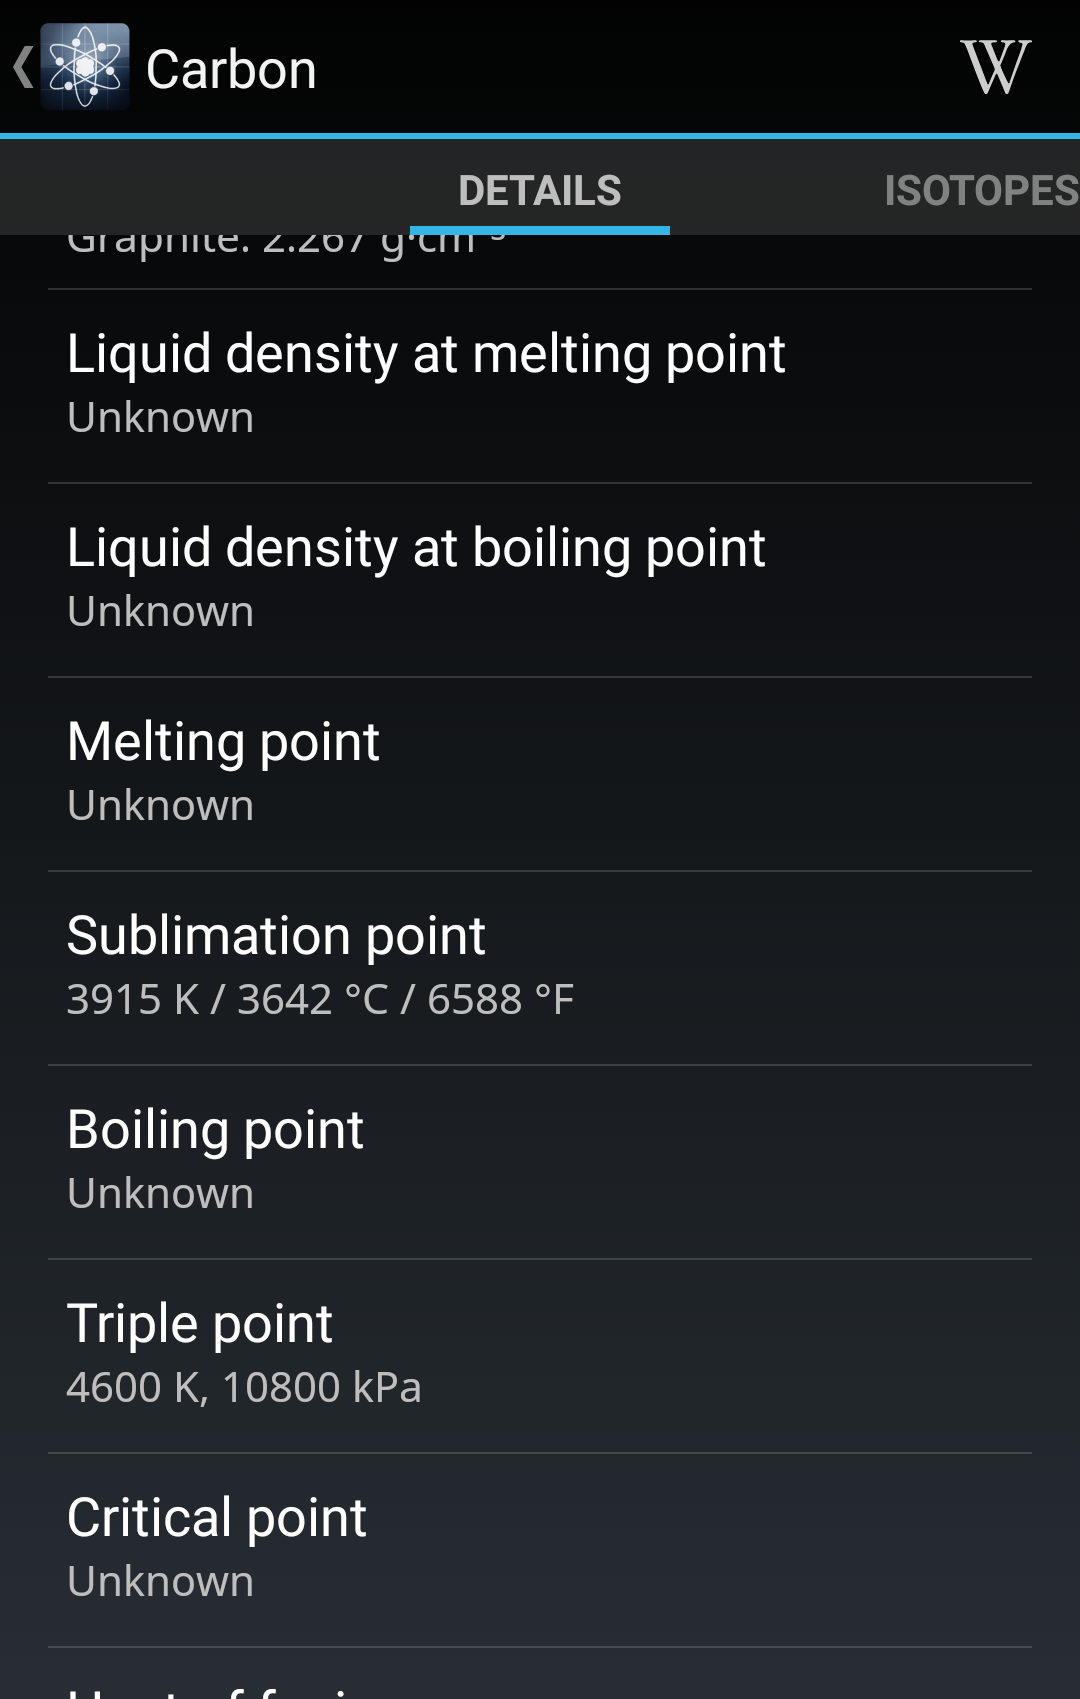 Carbon
W
DETAILS
ISOTOPES
Graphite: 2.267 g·cm⁻³
Liquid density at melting point
Unknown
Liquid density at boiling point
Unknown
Melting point
Unknown
Sublimation point
3915 K / 3642 °C / 6588 °F
Boiling point
Unknown
Triple point
4600 K, 10800 kPa
Critical point
Unknown